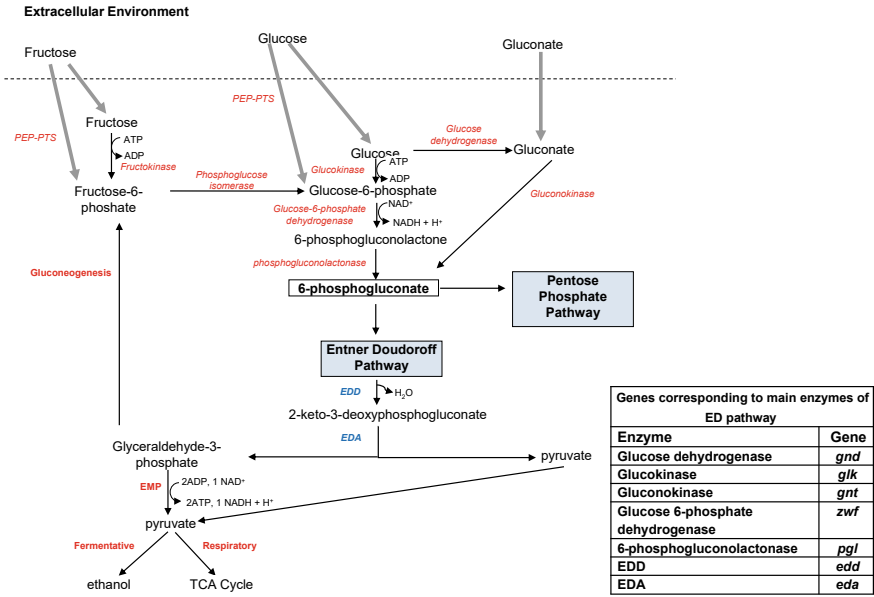 Extracellular Environment
Fructose
Glucose
Gluconate
PEP-PTS
PEP-PTS
Fructose
ATP
ADP
Fructokinase
Fructose-6-
phoshate
Phosphoglucose
isomerase
Glucose
Glucokinase
ATP
ADP
Glucose
dehydrogenase
Gluconate
Gluconokinase
Glucose-6-phosphate
Glucose-6-phosphate
dehydrogenase
NAD⁺
NADH + H⁺
6-phosphogluconolactone
phosphogluconolactonase
Gluconeogenesis
6-phosphogluconate
Pentose
Phosphate
Pathway
Entner Doudoroff
Pathway
EDD
H₂O
2-keto-3-deoxyphosphogluconate
EDA
Glyceraldehyde-3-
phosphate
pyruvate
EMP
2ADP, 1 NAD⁺
2ATP, 1 NADH + H⁺
pyruvate
Fermentative
Respiratory
ethanol
TCA Cycle
Genes corresponding to main enzymes of
ED pathway
Enzyme Gene
Glucose dehydrogenase gnd
Glucokinase glk
Gluconokinase gnt
Glucose 6-phosphate zwf
dehydrogenase
6-phosphogluconolactonase pgl
EDD edd
EDA eda